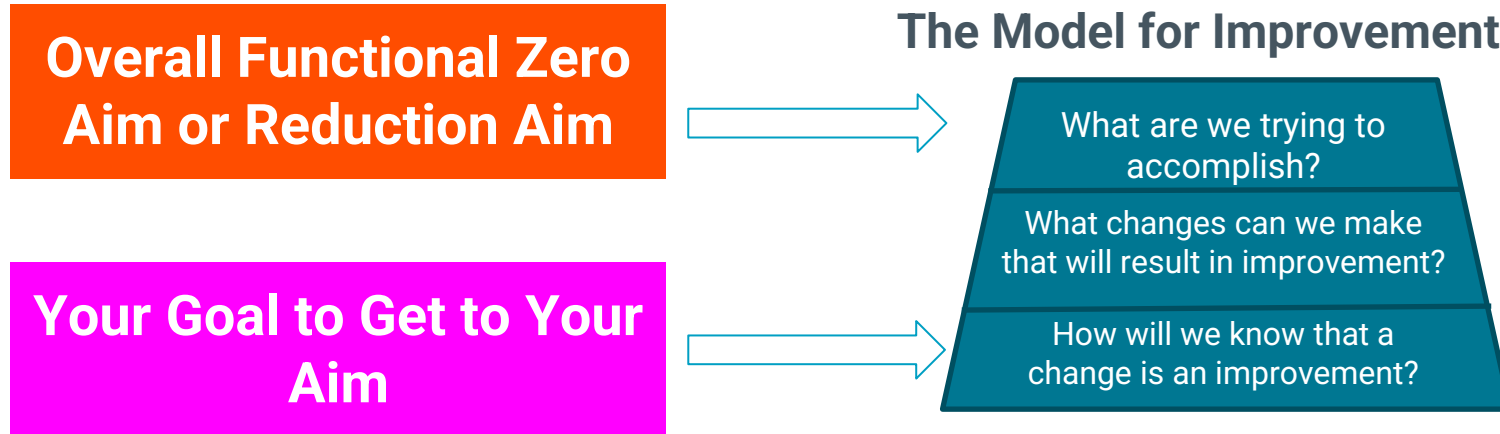 Overall Functional Zero
Aim or Reduction Aim
Your Goal to Get to Your
Aim
The Model for Improvement
What are we trying to
accomplish?
What changes can we make
that will result in improvement?
How will we know that a
change is an improvement?